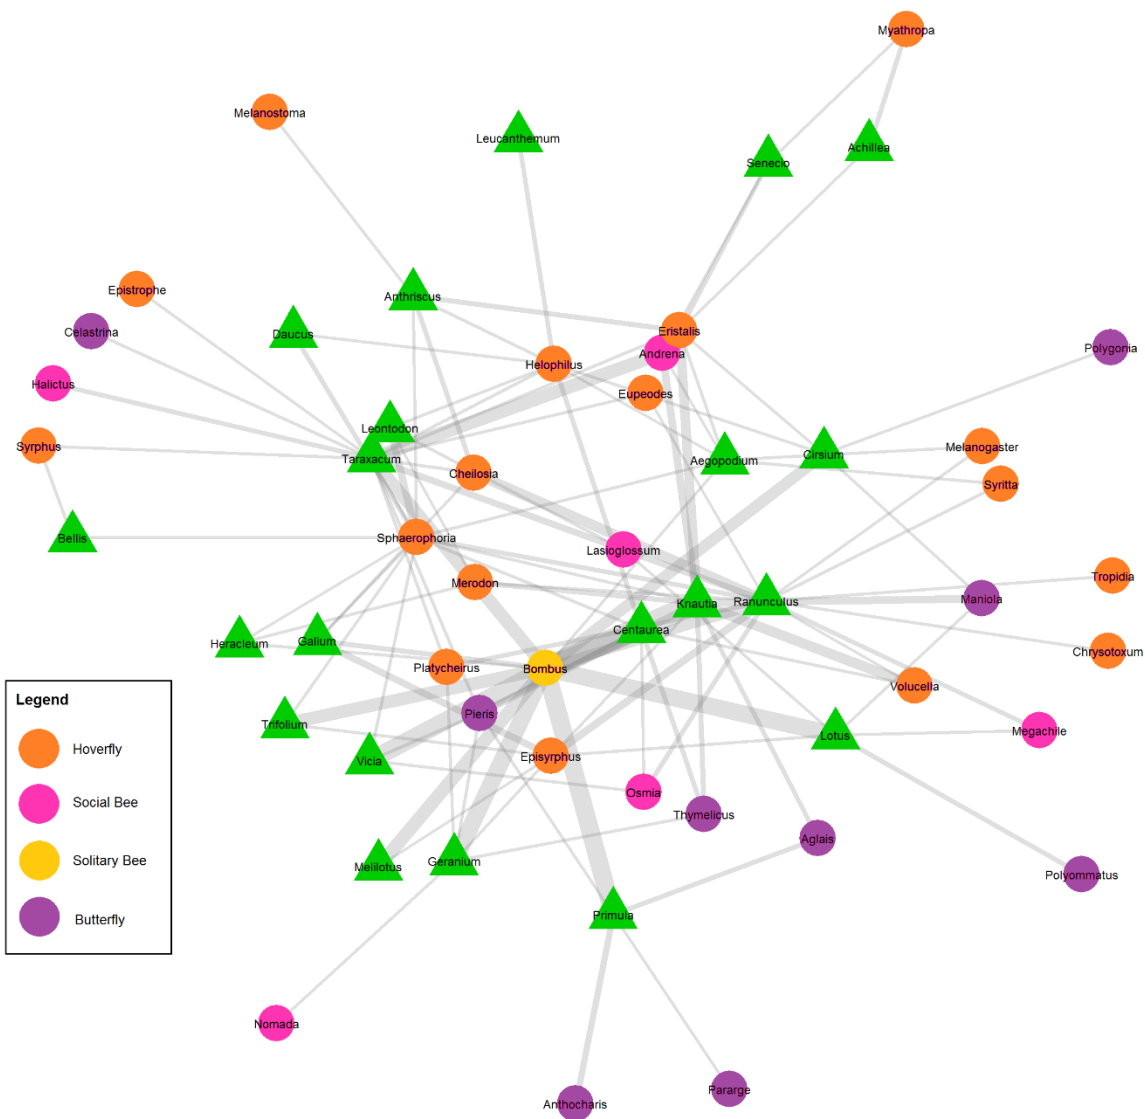 Myathropa
Melanostoma
Leucanthemum
Achillea
Senecio
Epistrophe
Anthriscus
Celastrina
Daucus
Eristalis
Polygonia
Andrena
Helophilus
Halictus
Eupeodes
Leontodon
Syrphus
Melanogaster
Taraxacum
Cirsium
Aegopodium
Cheilosia
Syritta
Bellis
Sphaerophoria
Lasioglossum
Tropidia
Merodon
Maniola
Knautia
Ranunculus
Centaurea
Heracleum
Galium
Chrysotoxum
Platycheirus
Bombus
Volucella
Legend
Hoverfly
Social Bee
Solitary Bee
Butterfly
Pieris
Trifolium
Megachile
Lotus
Episyrphus
Vicia
Osmia
Thymelicus
Aglais
Geranium
Melilotus
Polyommatus
Primula
Nomada
Pararge
Anthocharis